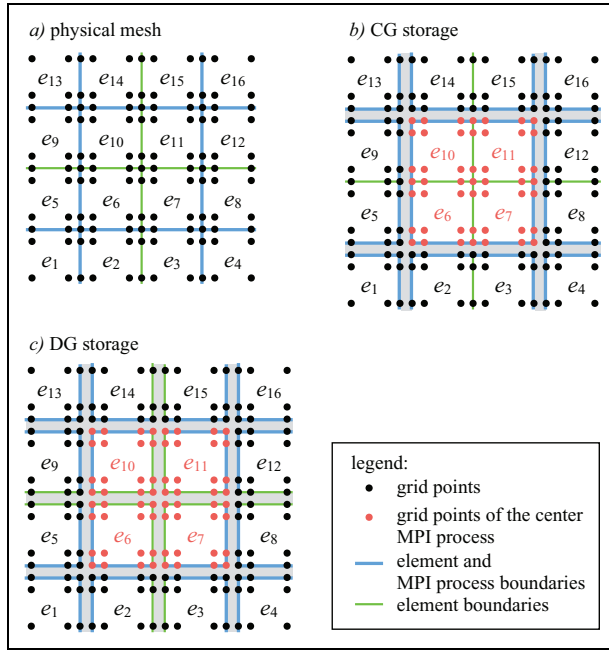 a) physical mesh
e13 e14 e15 e16
e9 e10 e11 e12
e5 e6 e7 e8
e1 e2 e3 e4
b) CG storage
e13 e14 e15 e16
e9 e10 e11 e12
e5 e6 e7 e8
e1 e2 e3 e4
c) DG storage
e13 e14 e15 e16
e9 e10 e11 e12
e5 e6 e7 e8
e1 e2 e3 e4
legend:
grid points
grid points of the center
MPI process
element and
MPI process boundaries
element boundaries